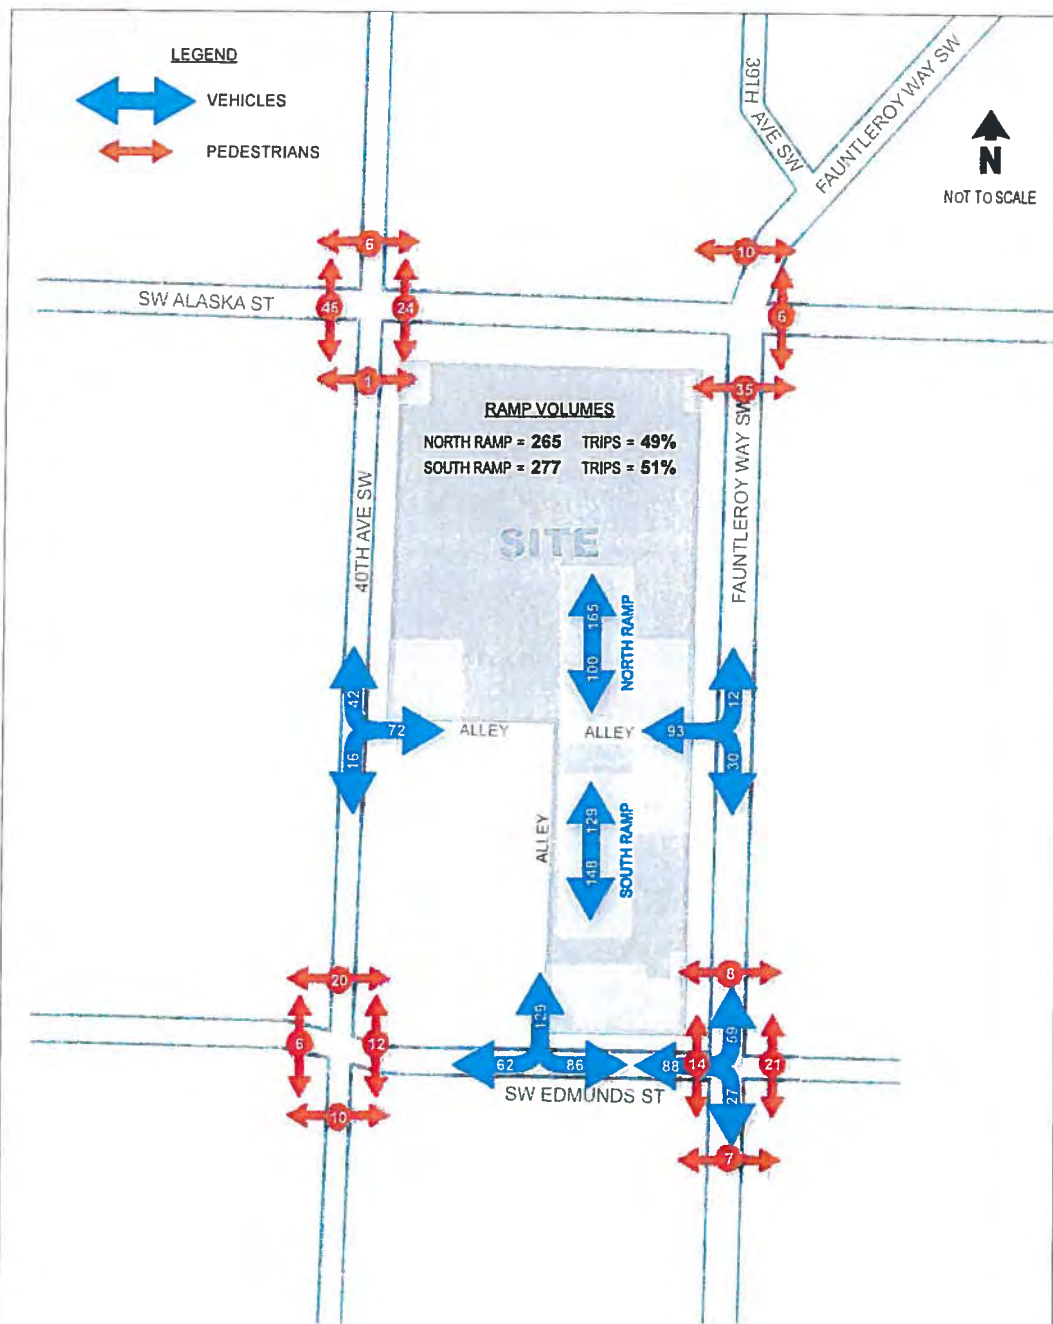 LEGEND
VEHICLES
PEDESTRIANS
39TH AVE SW
FAUNTLEROY WAY SW
N
NOT TO SCALE
6
10
SW ALASKA ST
46
24
6
1
35
RAMP VOLUMES
NORTH RAMP = 265 TRIPS = 49%
SOUTH RAMP = 277 TRIPS = 51%
40TH AVE SW
SITE
FAUNTLEROY WAY SW
165
100
NORTH RAMP
42
72
16
ALLEY
ALLEY
93
12
30
ALLEY
129
148
SOUTH RAMP
20
8
6
12
129
62
86
88
14
59
27
21
SW EDMUNDS ST
10
7